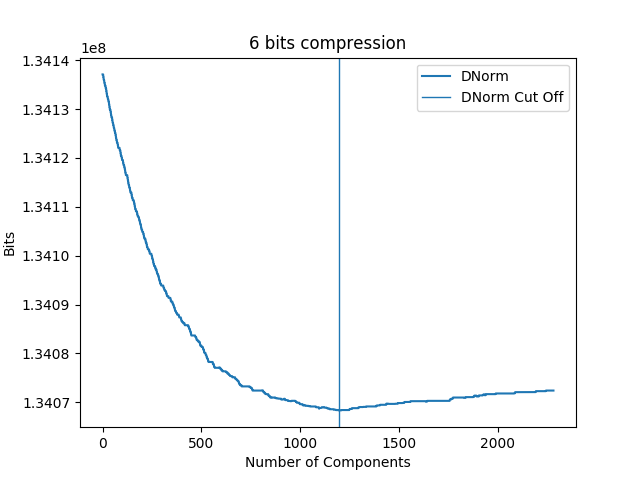 6 bits compression
1e8
DNorm
DNorm Cut Off
1.3414
1.3413
1.3412
1.3411
1.3410
1.3409
1.3408
1.3407
Bits
0 500 1000 1500 2000
Number of Components